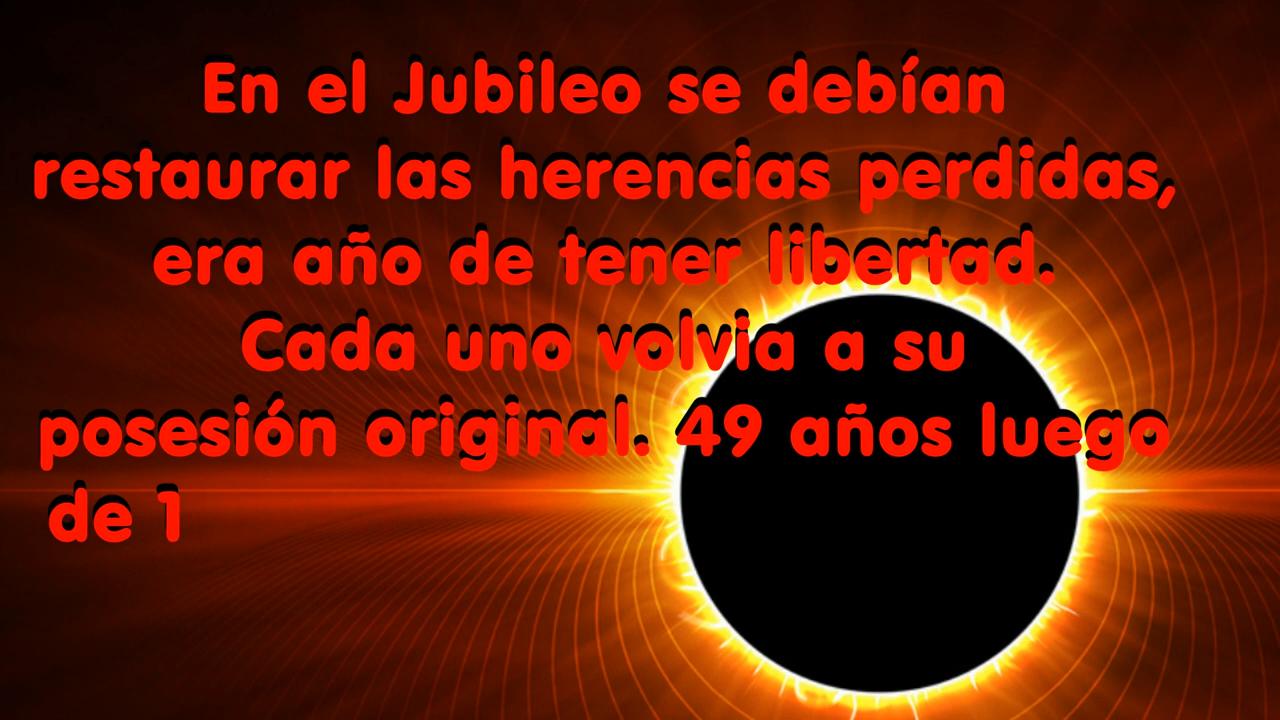 En el Jubileo se debían
restaurar las herencias perdidas,
era año de tener libertad.
Cada uno volvia a su
posesión original. 49 años luego
de 1